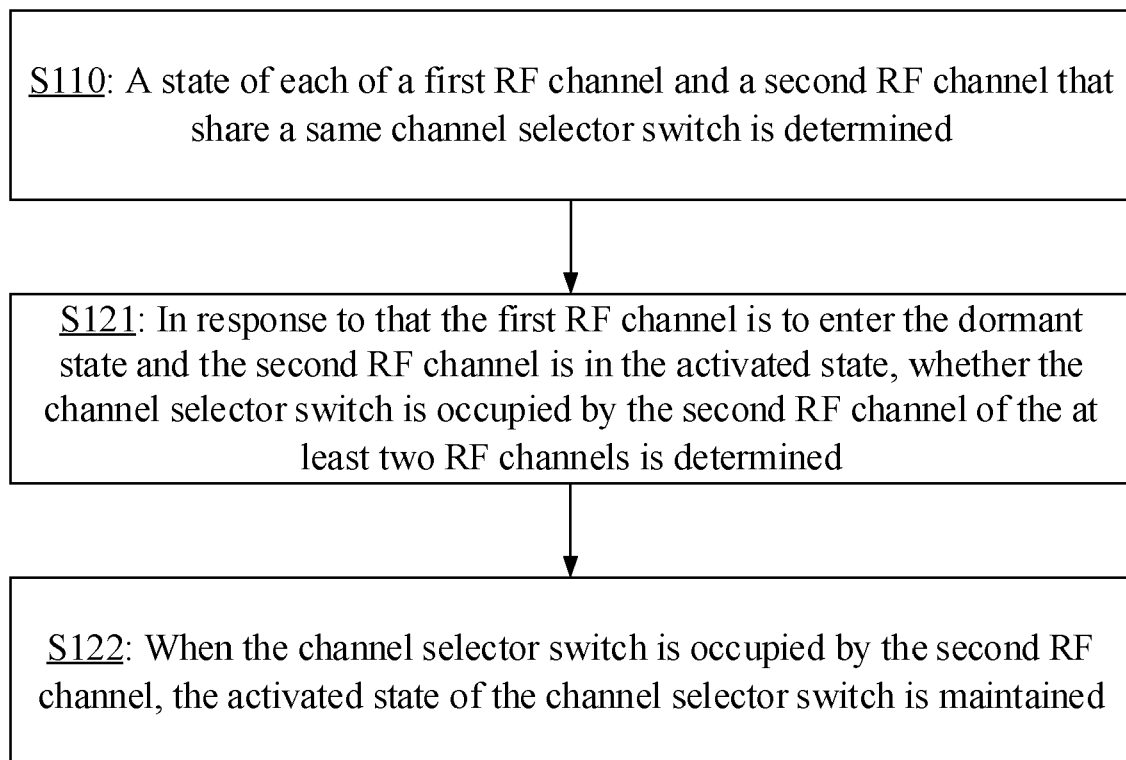 S110: A state of each of a first RF channel and a second RF channel that
share a same channel selector switch is determined
S121: In response to that the first RF channel is to enter the dormant
state and the second RF channel is in the activated state, whether the
channel selector switch is occupied by the second RF channel of the at
least two RF channels is determined
S122: When the channel selector switch is occupied by the second RF
channel, the activated state of the channel selector switch is maintained